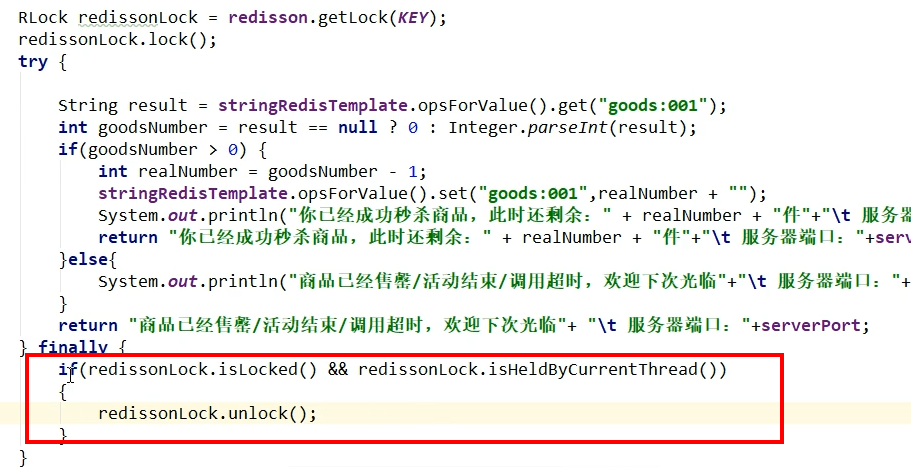 RLock redissonLock = redisson.getLock(KEY);
redissonLock.lock();
try {
String result = stringRedisTemplate.opsForValue().get("goods:001");
int goodsNumber = result == null ? 0 : Integer.parseInt(result);
if(goodsNumber > 0) {
int realNumber = goodsNumber - 1;
stringRedisTemplate.opsForValue().set("goods:001",realNumber + "");
System.out.println("你已经成功秒杀商品，此时还剩余：" + realNumber + "件"+"\t 服务器
return "你已经成功秒杀商品，此时还剩余：" + realNumber + "件"+"\t 服务器端口："+serv
}else{
System.out.println("商品已经售罄/活动结束/调用超时，欢迎下次光临"+"\t 服务器端口："+
}
return "商品已经售罄/活动结束/调用超时，欢迎下次光临"+ "\t 服务器端口："+serverPort;
} finally {
if(redissonLock.isLocked() && redissonLock.isHeldByCurrentThread())
{
redissonLock.unlock();
}
}